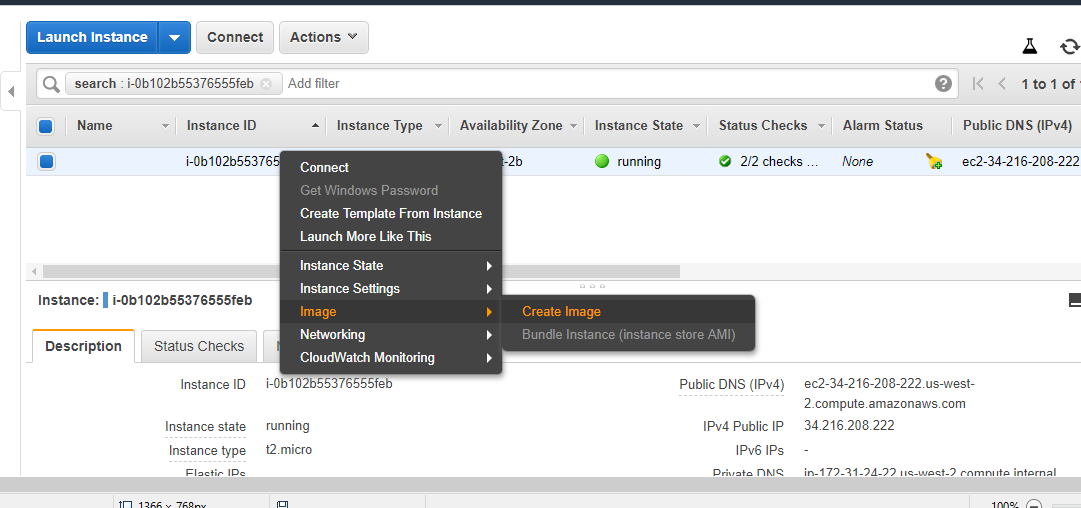 Launch Instance Connect Actions
search : i-0b102b55376555feb Add filter 1 to 1 of
Name Instance ID Instance Type Availability Zone Instance State Status Checks Alarm Status Public DNS (IPv4)
i-0b102b55376 t-2b running 2/2 checks ... None ec2-34-216-208-222
Connect
Get Windows Password
Create Template From Instance
Launch More Like This
Instance State
Instance Settings
Image
Networking
CloudWatch Monitoring
Create Image
Bundle Instance (instance store AMI)
Instance: i-0b102b55376555feb
Description Status Checks
Instance ID i-0b102b55376555feb
Public DNS (IPv4) ec2-34-216-208-222.us-west-
2.compute.amazonaws.com
Instance state running
IPv4 Public IP 34.216.208.222
Instance type t2.micro
IPv6 IPs -
Elastic IPs
Private DNS ip-172-31-24-22.us-west-2.compute.internal
1366 × 768px 100%